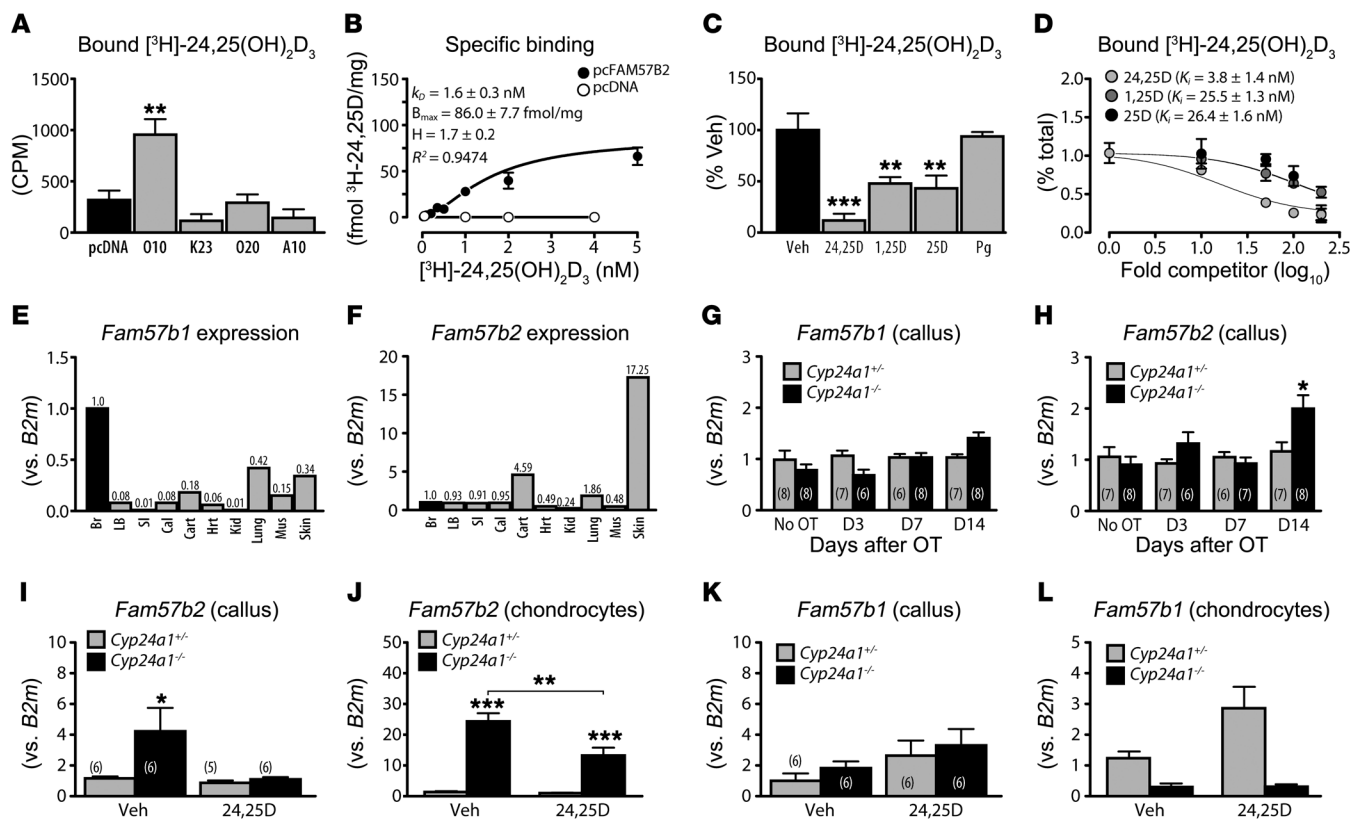 A
Bound [³H]-24,25(OH)₂D₃
(CPM)
1500
1000
500
0
**
pcDNA O10 K23 O20 A10
B
Specific binding
(fmol ³H-24,25D/mg)
140
120
100
80
60
40
20
0
pcFAM57B2
pcDNA
k_D = 1.6 ± 0.3 nM
B_max = 86.0 ± 7.7 fmol/mg
H = 1.7 ± 0.2
R² = 0.9474
0 1 2 3 4 5
[³H]-24,25(OH)₂D₃ (nM)
C
Bound [³H]-24,25(OH)₂D₃
(% Veh)
150
100
50
0
*** ** **
Veh 24,25D 1,25D 25D Pg
D
Bound [³H]-24,25(OH)₂D₃
(% total)
2.0
1.5
1.0
0.5
0.0
24,25D (Kᵢ = 3.8 ± 1.4 nM)
1,25D (Kᵢ = 25.5 ± 1.3 nM)
25D (Kᵢ = 26.4 ± 1.6 nM)
0.0 0.5 1.0 1.5 2.0 2.5
Fold competitor (log₁₀)
E
Fam57b1 expression
(vs. B2m)
1.5
1.0
0.5
0.0
1.0 0.08 0.01 0.08 0.18 0.06 0.01 0.42 0.15 0.34
Br LB SI Cal Cart Hrt Kid Lung Mus Skin
F
Fam57b2 expression
(vs. B2m)
20
15
10
5
0
1.0 0.93 0.91 0.95 4.59 0.49 0.24 1.86 0.48 17.25
Br LB SI Cal Cart Hrt Kid Lung Mus Skin
G
Fam57b1 (callus)
(vs. B2m)
3
2
1
0
Cyp24a1+/-
Cyp24a1-/-
(8) (8) (7) (6) (6) (8) (7) (8)
No OT D3 D7 D14
Days after OT
H
Fam57b2 (callus)
(vs. B2m)
3
2
1
0
Cyp24a1+/-
Cyp24a1-/-
*
(7) (8) (7) (6) (6) (7) (7) (8)
No OT D3 D7 D14
Days after OT
I
Fam57b2 (callus)
(vs. B2m)
10
8
6
4
2
0
Cyp24a1+/-
Cyp24a1-/-
*
(6) (6) (5) (6)
Veh 24,25D
J
Fam57b2 (chondrocytes)
(vs. B2m)
50
40
30
20
10
0
Cyp24a1+/-
Cyp24a1-/-
**
*** ***
Veh 24,25D
K
Fam57b1 (callus)
(vs. B2m)
10
8
6
4
2
0
Cyp24a1+/-
Cyp24a1-/-
(6) (6) (6) (6)
Veh 24,25D
L
Fam57b1 (chondrocytes)
(vs. B2m)
5
4
3
2
1
0
Cyp24a1+/-
Cyp24a1-/-
Veh 24,25D